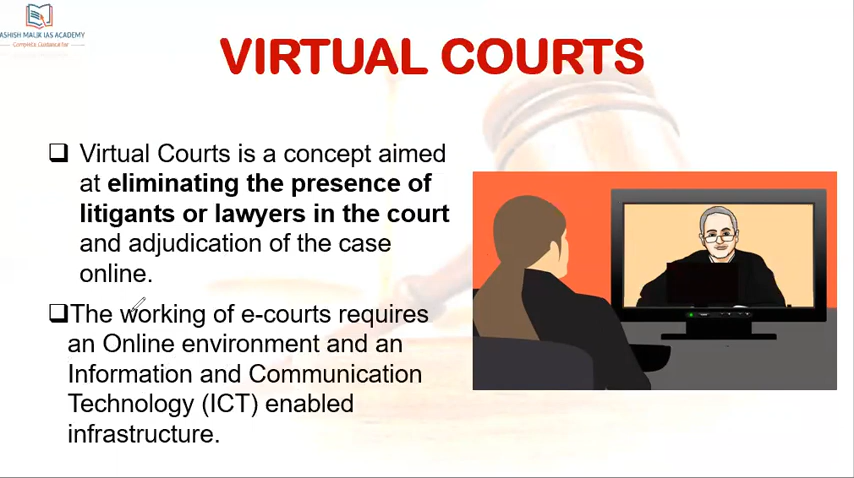 ASHISH MALIK IAS ACADEMY
VIRTUAL COURTS
Virtual Courts is a concept aimed
at eliminating the presence of
litigants or lawyers in the court
and adjudication of the case
online.
The working of e-courts requires
an Online environment and an
Information and Communication
Technology (ICT) enabled
infrastructure.